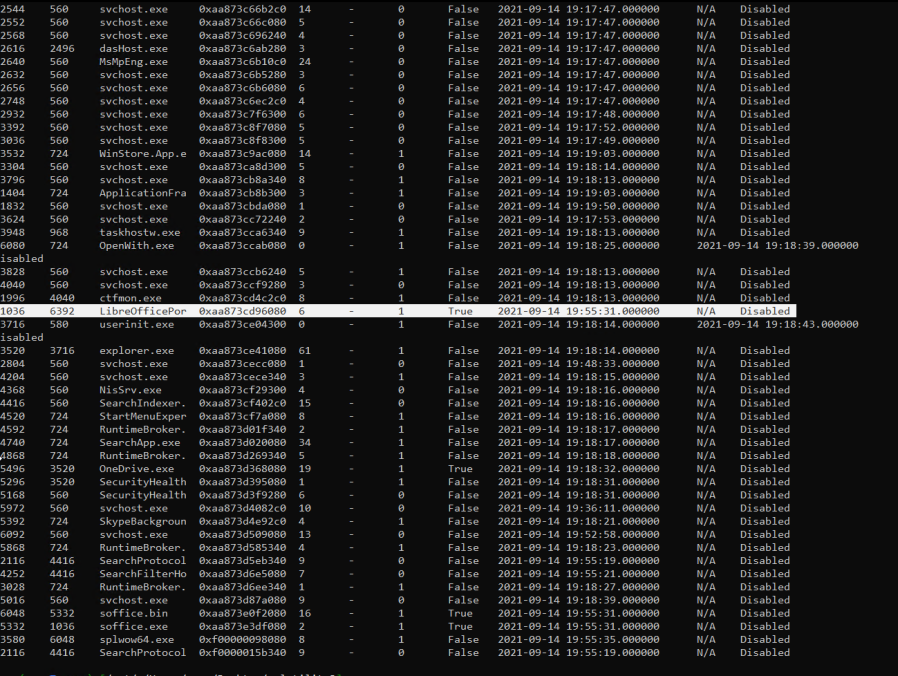 2544 560 svchost.exe 0xaa873c66b2c0 14 - 0 False 2021-09-14 19:17:47.000000 N/A Disabled
2552 560 svchost.exe 0xaa873c66c080 5 - 0 False 2021-09-14 19:17:47.000000 N/A Disabled
2568 560 svchost.exe 0xaa873c696240 4 - 0 False 2021-09-14 19:17:47.000000 N/A Disabled
2616 2496 dasHost.exe 0xaa873c6ab280 3 - 0 False 2021-09-14 19:17:47.000000 N/A Disabled
2640 560 MsMpEng.exe 0xaa873c6b10c0 24 - 0 False 2021-09-14 19:17:47.000000 N/A Disabled
2632 560 svchost.exe 0xaa873c6b5280 3 - 0 False 2021-09-14 19:17:47.000000 N/A Disabled
2656 560 svchost.exe 0xaa873c6b6080 6 - 0 False 2021-09-14 19:17:47.000000 N/A Disabled
2748 560 svchost.exe 0xaa873c6ec2c0 4 - 0 False 2021-09-14 19:17:47.000000 N/A Disabled
2932 560 svchost.exe 0xaa873c7f6300 6 - 0 False 2021-09-14 19:17:48.000000 N/A Disabled
3392 560 svchost.exe 0xaa873c8f7080 5 - 0 False 2021-09-14 19:17:52.000000 N/A Disabled
3036 560 svchost.exe 0xaa873c8f8300 5 - 0 False 2021-09-14 19:17:49.000000 N/A Disabled
3532 724 WinStore.App.e 0xaa873c9ac080 14 - 1 False 2021-09-14 19:19:03.000000 N/A Disabled
3304 560 svchost.exe 0xaa873ca8d300 5 - 0 False 2021-09-14 19:18:14.000000 N/A Disabled
3796 560 svchost.exe 0xaa873cb8a340 8 - 1 False 2021-09-14 19:18:13.000000 N/A Disabled
1404 724 ApplicationFra 0xaa873cb8b300 3 - 1 False 2021-09-14 19:19:03.000000 N/A Disabled
1832 560 svchost.exe 0xaa873cbda080 1 - 0 False 2021-09-14 19:19:50.000000 N/A Disabled
3624 560 svchost.exe 0xaa873cc72240 2 - 0 False 2021-09-14 19:17:53.000000 N/A Disabled
3948 968 taskhostw.exe 0xaa873cca6340 9 - 1 False 2021-09-14 19:18:13.000000 N/A Disabled
6080 724 OpenWith.exe 0xaa873ccab080 0 - 1 False 2021-09-14 19:18:25.000000 2021-09-14 19:18:39.000000
isabled
3828 560 svchost.exe 0xaa873ccb6240 5 - 1 False 2021-09-14 19:18:13.000000 N/A Disabled
4040 560 svchost.exe 0xaa873ccf9280 3 - 0 False 2021-09-14 19:18:13.000000 N/A Disabled
1996 4040 ctfmon.exe 0xaa873cd4c2c0 8 - 1 False 2021-09-14 19:18:13.000000 N/A Disabled
1036 6392 LibreOfficePor 0xaa873cd96080 6 - 1 True 2021-09-14 19:55:31.000000 N/A Disabled
3716 580 userinit.exe 0xaa873ce04300 0 - 1 False 2021-09-14 19:18:14.000000 2021-09-14 19:18:43.000000
isabled
3520 3716 explorer.exe 0xaa873ce41080 61 - 1 False 2021-09-14 19:18:14.000000 N/A Disabled
2804 560 svchost.exe 0xaa873cecc080 1 - 0 False 2021-09-14 19:48:33.000000 N/A Disabled
4204 560 svchost.exe 0xaa873cece340 3 - 1 False 2021-09-14 19:18:15.000000 N/A Disabled
4368 560 NisSrv.exe 0xaa873cf29300 4 - 0 False 2021-09-14 19:18:16.000000 N/A Disabled
4416 560 SearchIndexer. 0xaa873cf402c0 15 - 0 False 2021-09-14 19:18:16.000000 N/A Disabled
4520 724 StartMenuExper 0xaa873cf7a080 8 - 1 False 2021-09-14 19:18:16.000000 N/A Disabled
4592 724 RuntimeBroker. 0xaa873d01f340 2 - 1 False 2021-09-14 19:18:17.000000 N/A Disabled
4740 724 SearchApp.exe 0xaa873d020080 34 - 1 False 2021-09-14 19:18:17.000000 N/A Disabled
4868 724 RuntimeBroker. 0xaa873d269340 5 - 1 False 2021-09-14 19:18:18.000000 N/A Disabled
5496 3520 OneDrive.exe 0xaa873d368080 19 - 1 True 2021-09-14 19:18:32.000000 N/A Disabled
5296 3520 SecurityHealth 0xaa873d395080 1 - 1 False 2021-09-14 19:18:31.000000 N/A Disabled
5168 560 SecurityHealth 0xaa873d3f9280 6 - 0 False 2021-09-14 19:18:31.000000 N/A Disabled
5972 560 svchost.exe 0xaa873d4082c0 10 - 0 False 2021-09-14 19:36:11.000000 N/A Disabled
5392 724 SkypeBackgroun 0xaa873d4e92c0 4 - 1 False 2021-09-14 19:18:21.000000 N/A Disabled
6092 560 svchost.exe 0xaa873d509080 13 - 0 False 2021-09-14 19:52:58.000000 N/A Disabled
5868 724 RuntimeBroker. 0xaa873d585340 4 - 1 False 2021-09-14 19:18:23.000000 N/A Disabled
2116 4416 SearchProtocol 0xaa873d5eb340 9 - 0 False 2021-09-14 19:55:19.000000 N/A Disabled
4252 4416 SearchFilterHo 0xaa873d6e5080 7 - 0 False 2021-09-14 19:55:21.000000 N/A Disabled
3028 724 RuntimeBroker. 0xaa873d6ee340 1 - 1 False 2021-09-14 19:18:27.000000 N/A Disabled
5016 560 svchost.exe 0xaa873d87a080 9 - 0 False 2021-09-14 19:18:39.000000 N/A Disabled
6048 5332 soffice.bin 0xaa873e0f2080 16 - 1 True 2021-09-14 19:55:31.000000 N/A Disabled
5332 1036 soffice.exe 0xaa873e3df080 2 - 1 True 2021-09-14 19:55:31.000000 N/A Disabled
3580 6048 splwow64.exe 0xf00000098080 8 - 1 False 2021-09-14 19:55:35.000000 N/A Disabled
2116 4416 SearchProtocol 0xf0000015b340 9 - 0 False 2021-09-14 19:55:19.000000 N/A Disabled